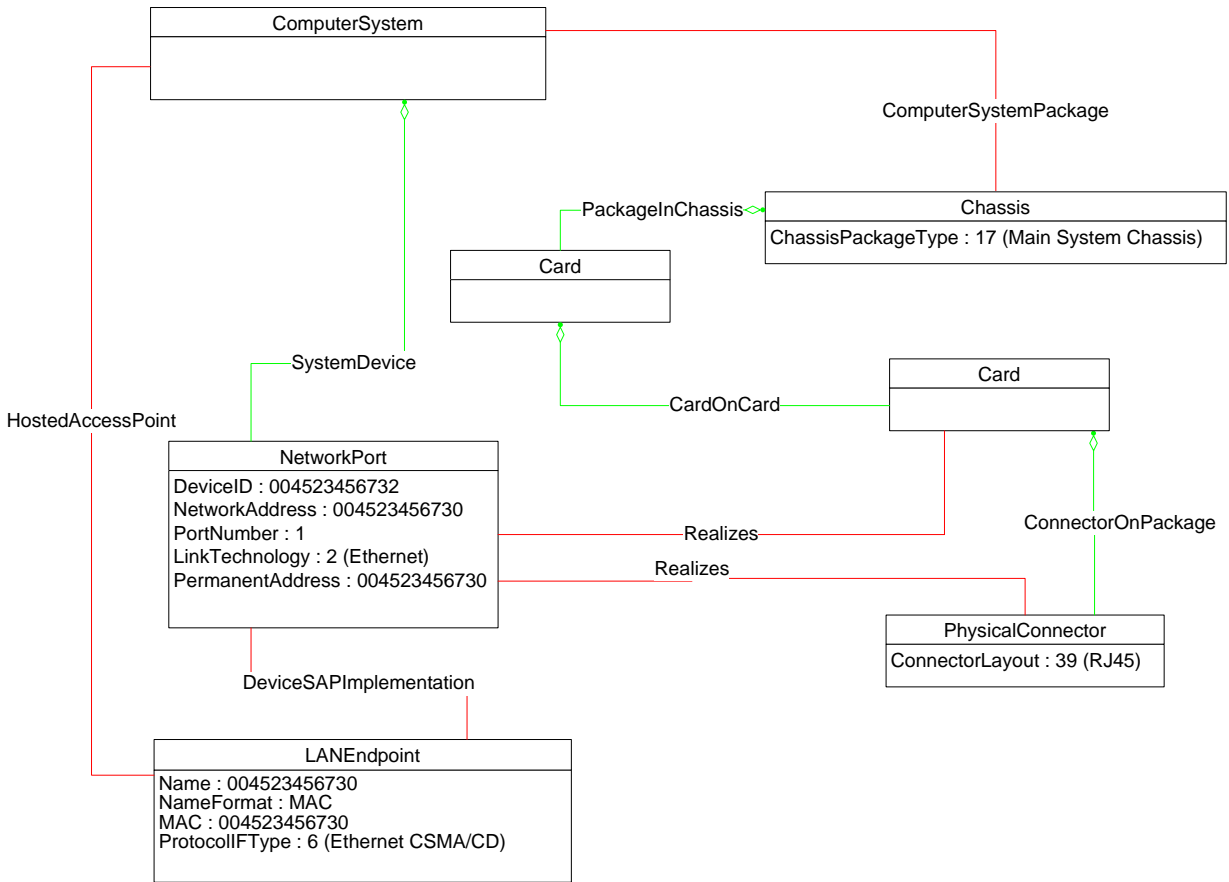 ComputerSystem
ComputerSystemPackage
PackageInChassis
Chassis
ChassisPackageType : 17 (Main System Chassis)
Card
SystemDevice
Card
CardOnCard
HostedAccessPoint
NetworkPort
DeviceID : 004523456732
NetworkAddress : 004523456730
PortNumber : 1
LinkTechnology : 2 (Ethernet)
PermanentAddress : 004523456730
Realizes
ConnectorOnPackage
Realizes
PhysicalConnector
ConnectorLayout : 39 (RJ45)
DeviceSAPImplementation
LANEndpoint
Name : 004523456730
NameFormat : MAC
MAC : 004523456730
ProtocolIFType : 6 (Ethernet CSMA/CD)